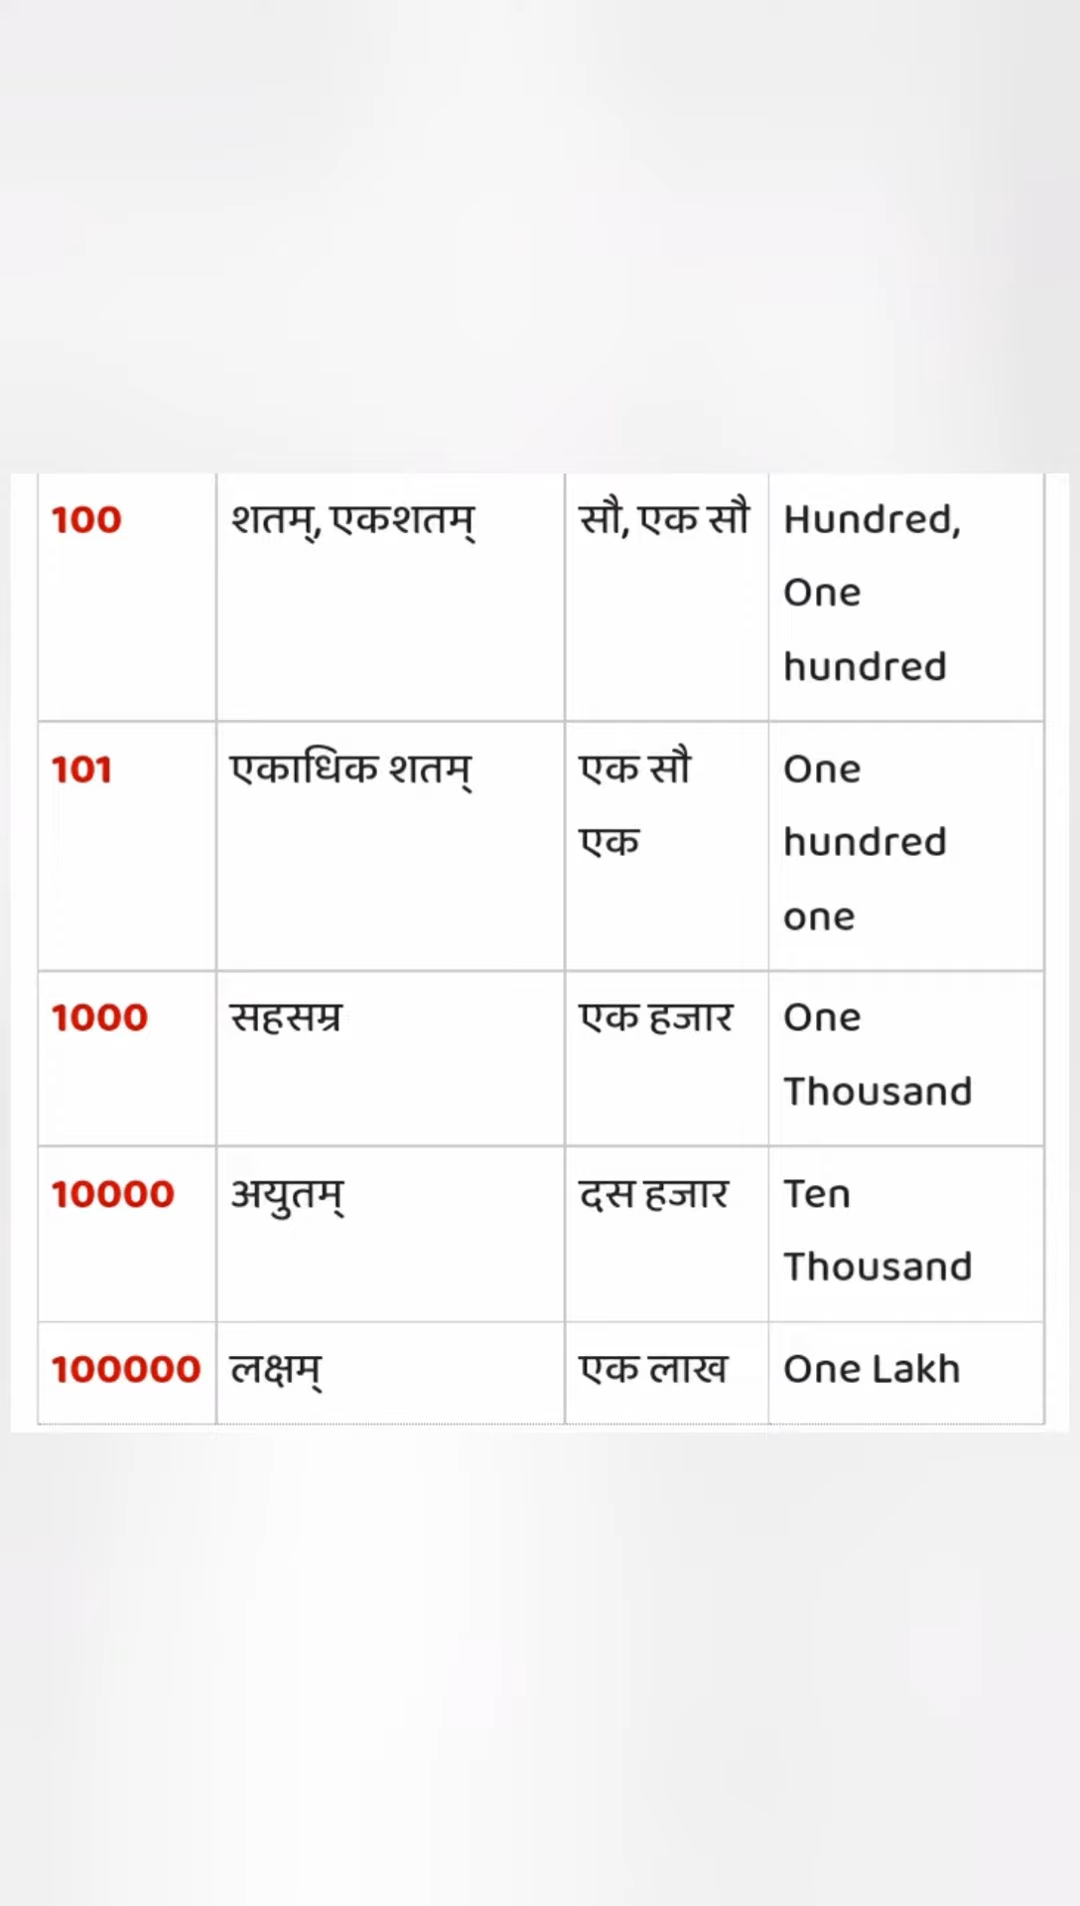 100 शतम्, एकशतम् सौ, एक सौ Hundred,
One
hundred
101 एकाधिक शतम् एक सौ One
एक hundred
one
1000 सहसम्र एक हजार One
Thousand
10000 अयुतम् दस हजार Ten
Thousand
100000 लक्षम् एक लाख One Lakh